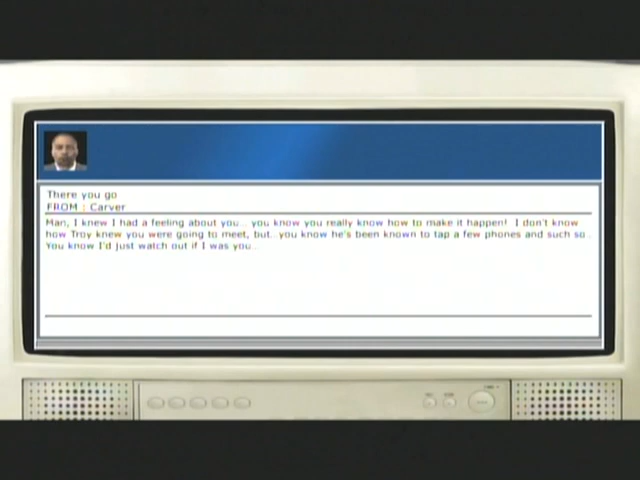 There you go
FROM : Carver
Man, I knew I had a feeling about you... you know you really know how to make it happen!  I don't know
how Troy knew you were going to meet, but...you know he's been known to tap a few phones and such so..
You know I'd just watch out if I was you...